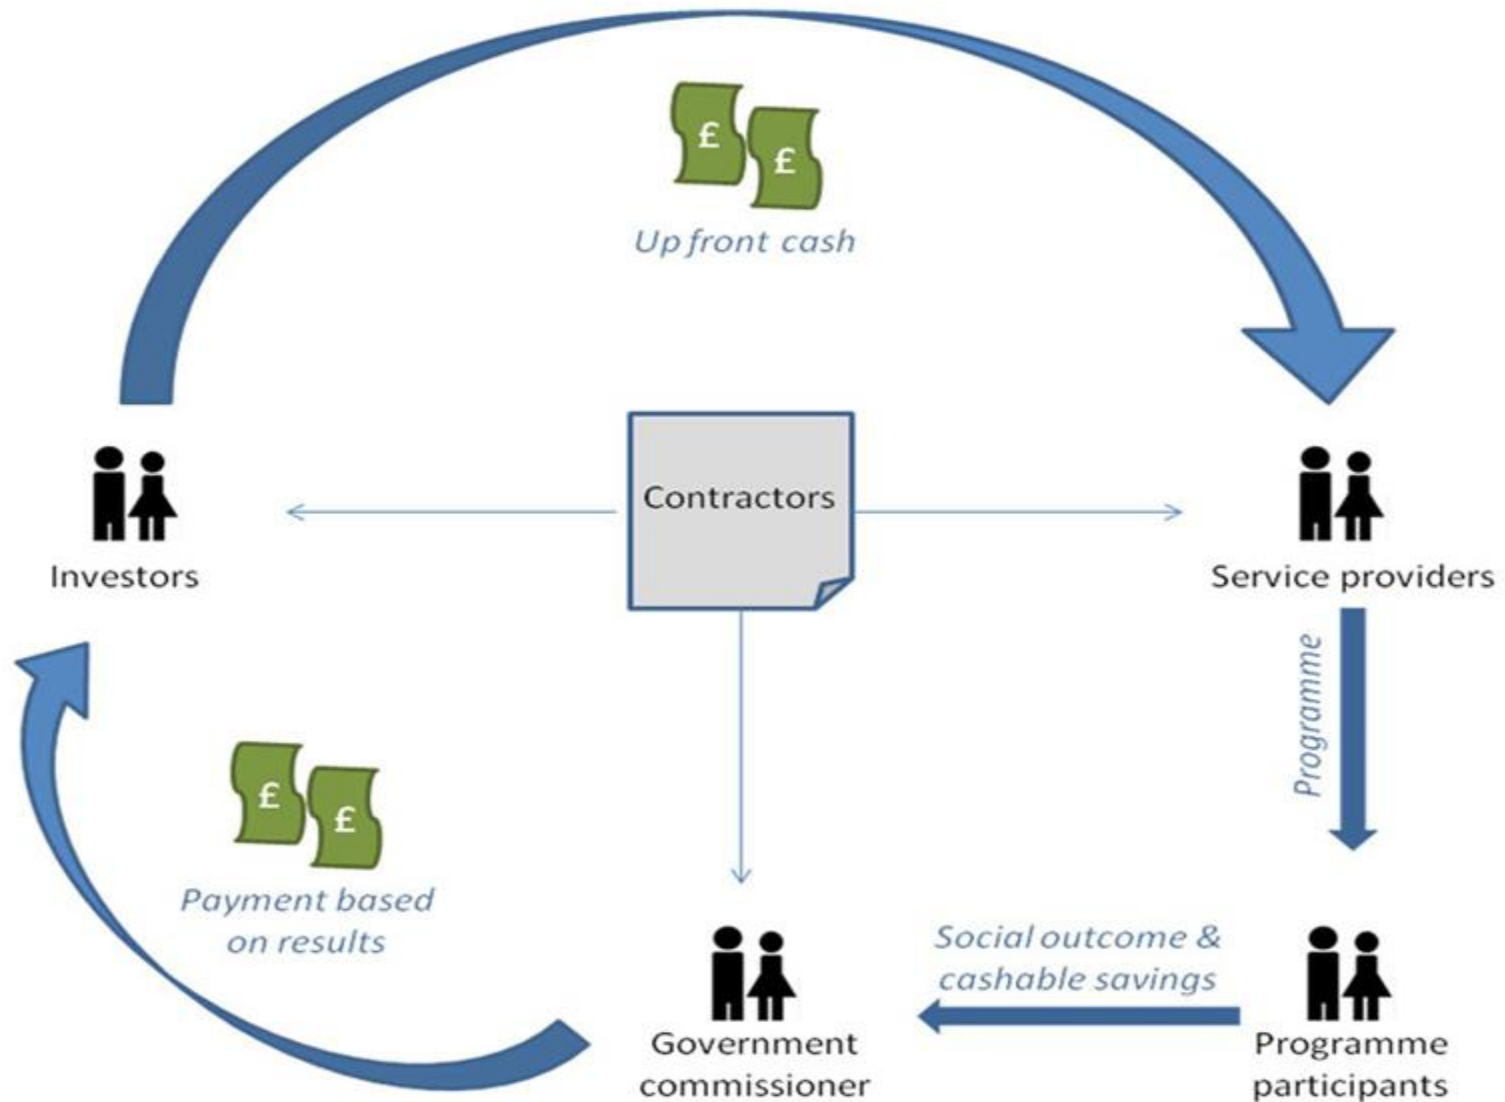 £
£
Up front cash
Contractors
Investors
Service providers
Programme
£
£
Payment based
on results
Social outcome &
cashable savings
Government
commissioner
Programme
participants